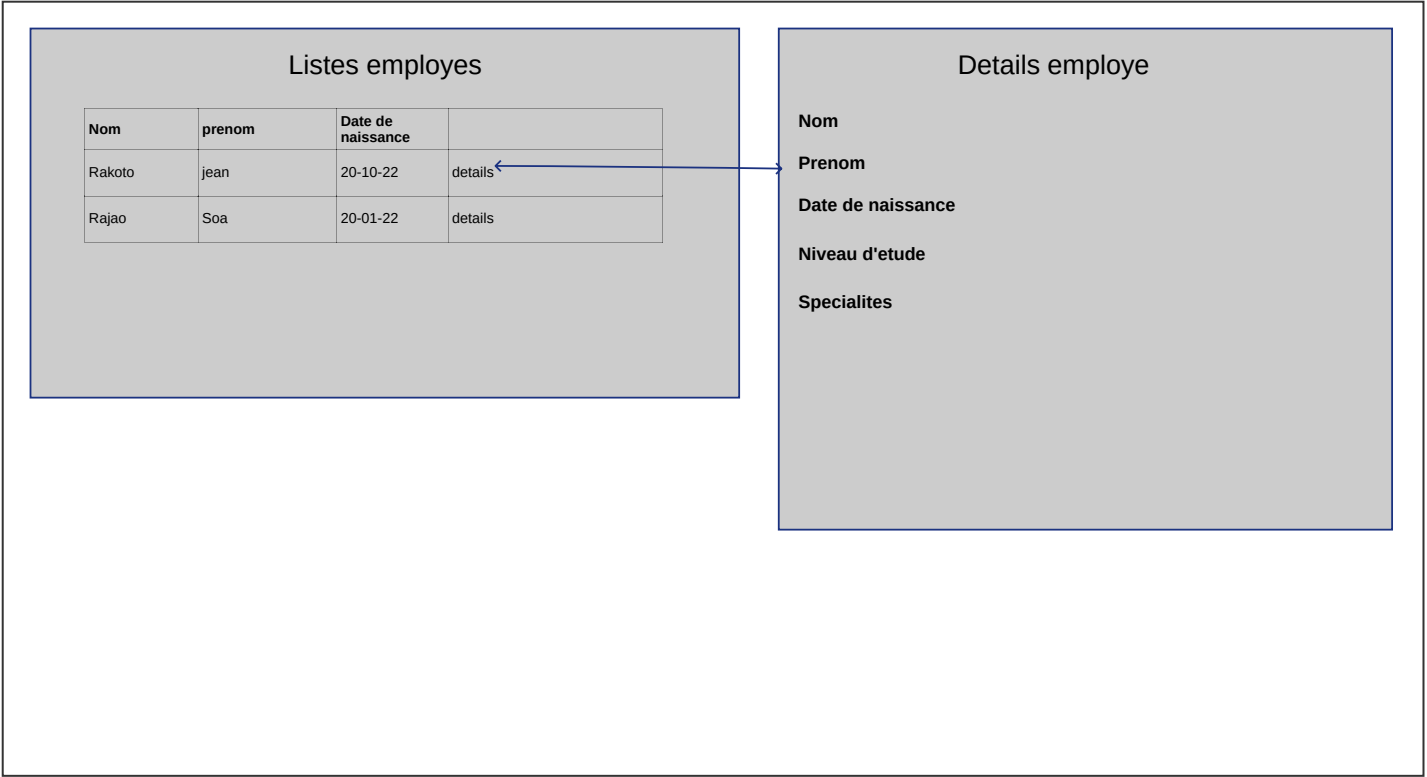 Listes employes
Nom prenom Date de
naissance
Rakoto jean 20-10-22 details
Rajao Soa 20-01-22 details
Details employe
Nom
Prenom
Date de naissance
Niveau d'etude
Specialites